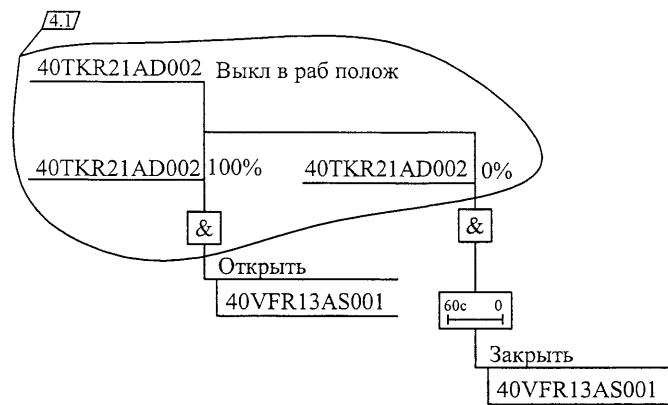 4.1
40TKR21AD002 Выкл в раб полож
40TKR21AD002 100% 40TKR21AD002 0%
& &
Открыть
40VFR13AS001
60с 0
Закрыть
40VFR13AS001